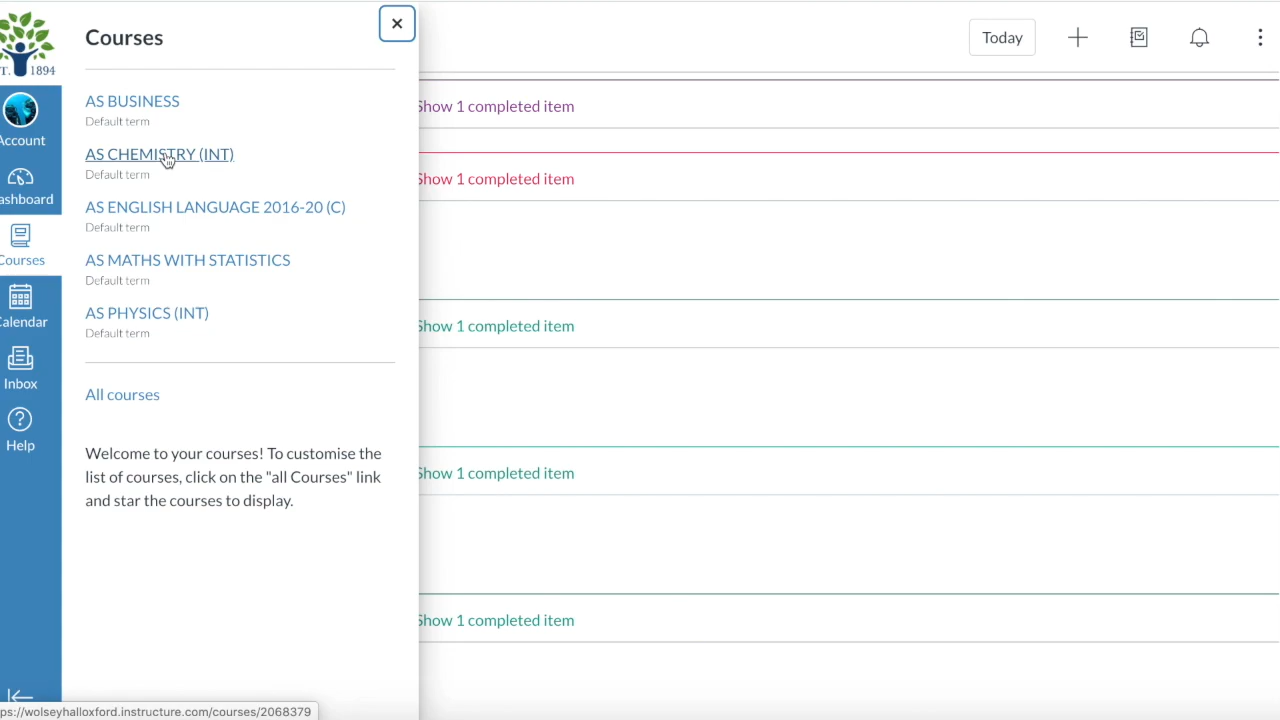 T. 1894
Account
ashboard
Courses
Calendar
Inbox
Help
Courses
×
AS BUSINESS
Default term
AS CHEMISTRY (INT)
Default term
AS ENGLISH LANGUAGE 2016-20 (C)
Default term
AS MATHS WITH STATISTICS
Default term
AS PHYSICS (INT)
Default term
All courses
Welcome to your courses! To customise the
list of courses, click on the "all Courses" link
and star the courses to display.
Today
Show 1 completed item
Show 1 completed item
Show 1 completed item
Show 1 completed item
Show 1 completed item
ps://wolseyhalloxford.instructure.com/courses/2068379